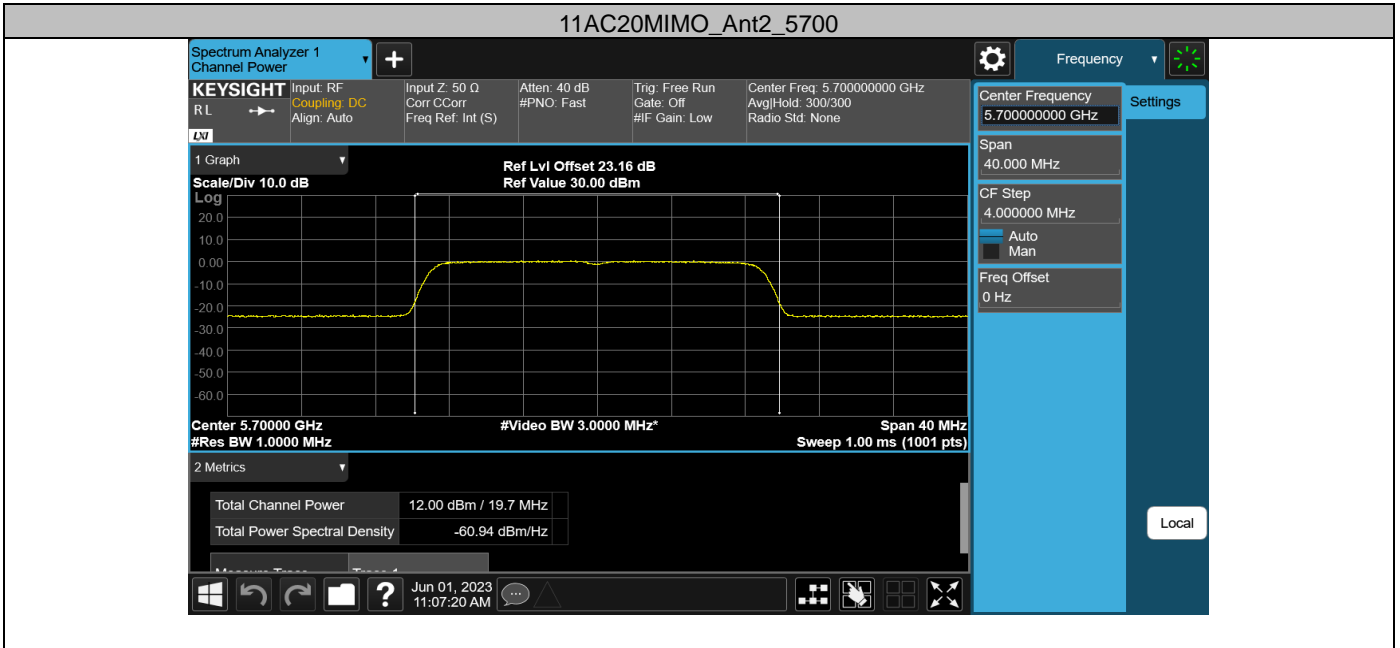 11AC20MIMO_Ant2_5700
Spectrum Analyzer 1
Channel Power
+
Frequency
KEYSIGHT
R L
LXI
Input: RF
Coupling: DC
Align: Auto
Input Z: 50 Ω
Corr CCorr
Freq Ref: Int (S)
Atten: 40 dB
#PNO: Fast
Trig: Free Run
Gate: Off
#IF Gain: Low
Center Freq: 5.700000000 GHz
Avg|Hold: 300/300
Radio Std: None
1 Graph
Scale/Div 10.0 dB
Ref Lvl Offset 23.16 dB
Ref Value 30.00 dBm
Log
20.0
10.0
0.00
-10.0
-20.0
-30.0
-40.0
-50.0
-60.0
Center 5.70000 GHz
#Res BW 1.0000 MHz
#Video BW 3.0000 MHz*
Span 40 MHz
Sweep 1.00 ms (1001 pts)
2 Metrics
Total Channel Power 12.00 dBm / 19.7 MHz
Total Power Spectral Density -60.94 dBm/Hz
Measure Trace Trace 1
?
Jun 01, 2023
11:07:20 AM
Center Frequency
5.700000000 GHz
Span
40.000 MHz
CF Step
4.000000 MHz
Auto
Man
Freq Offset
0 Hz
Settings
Local